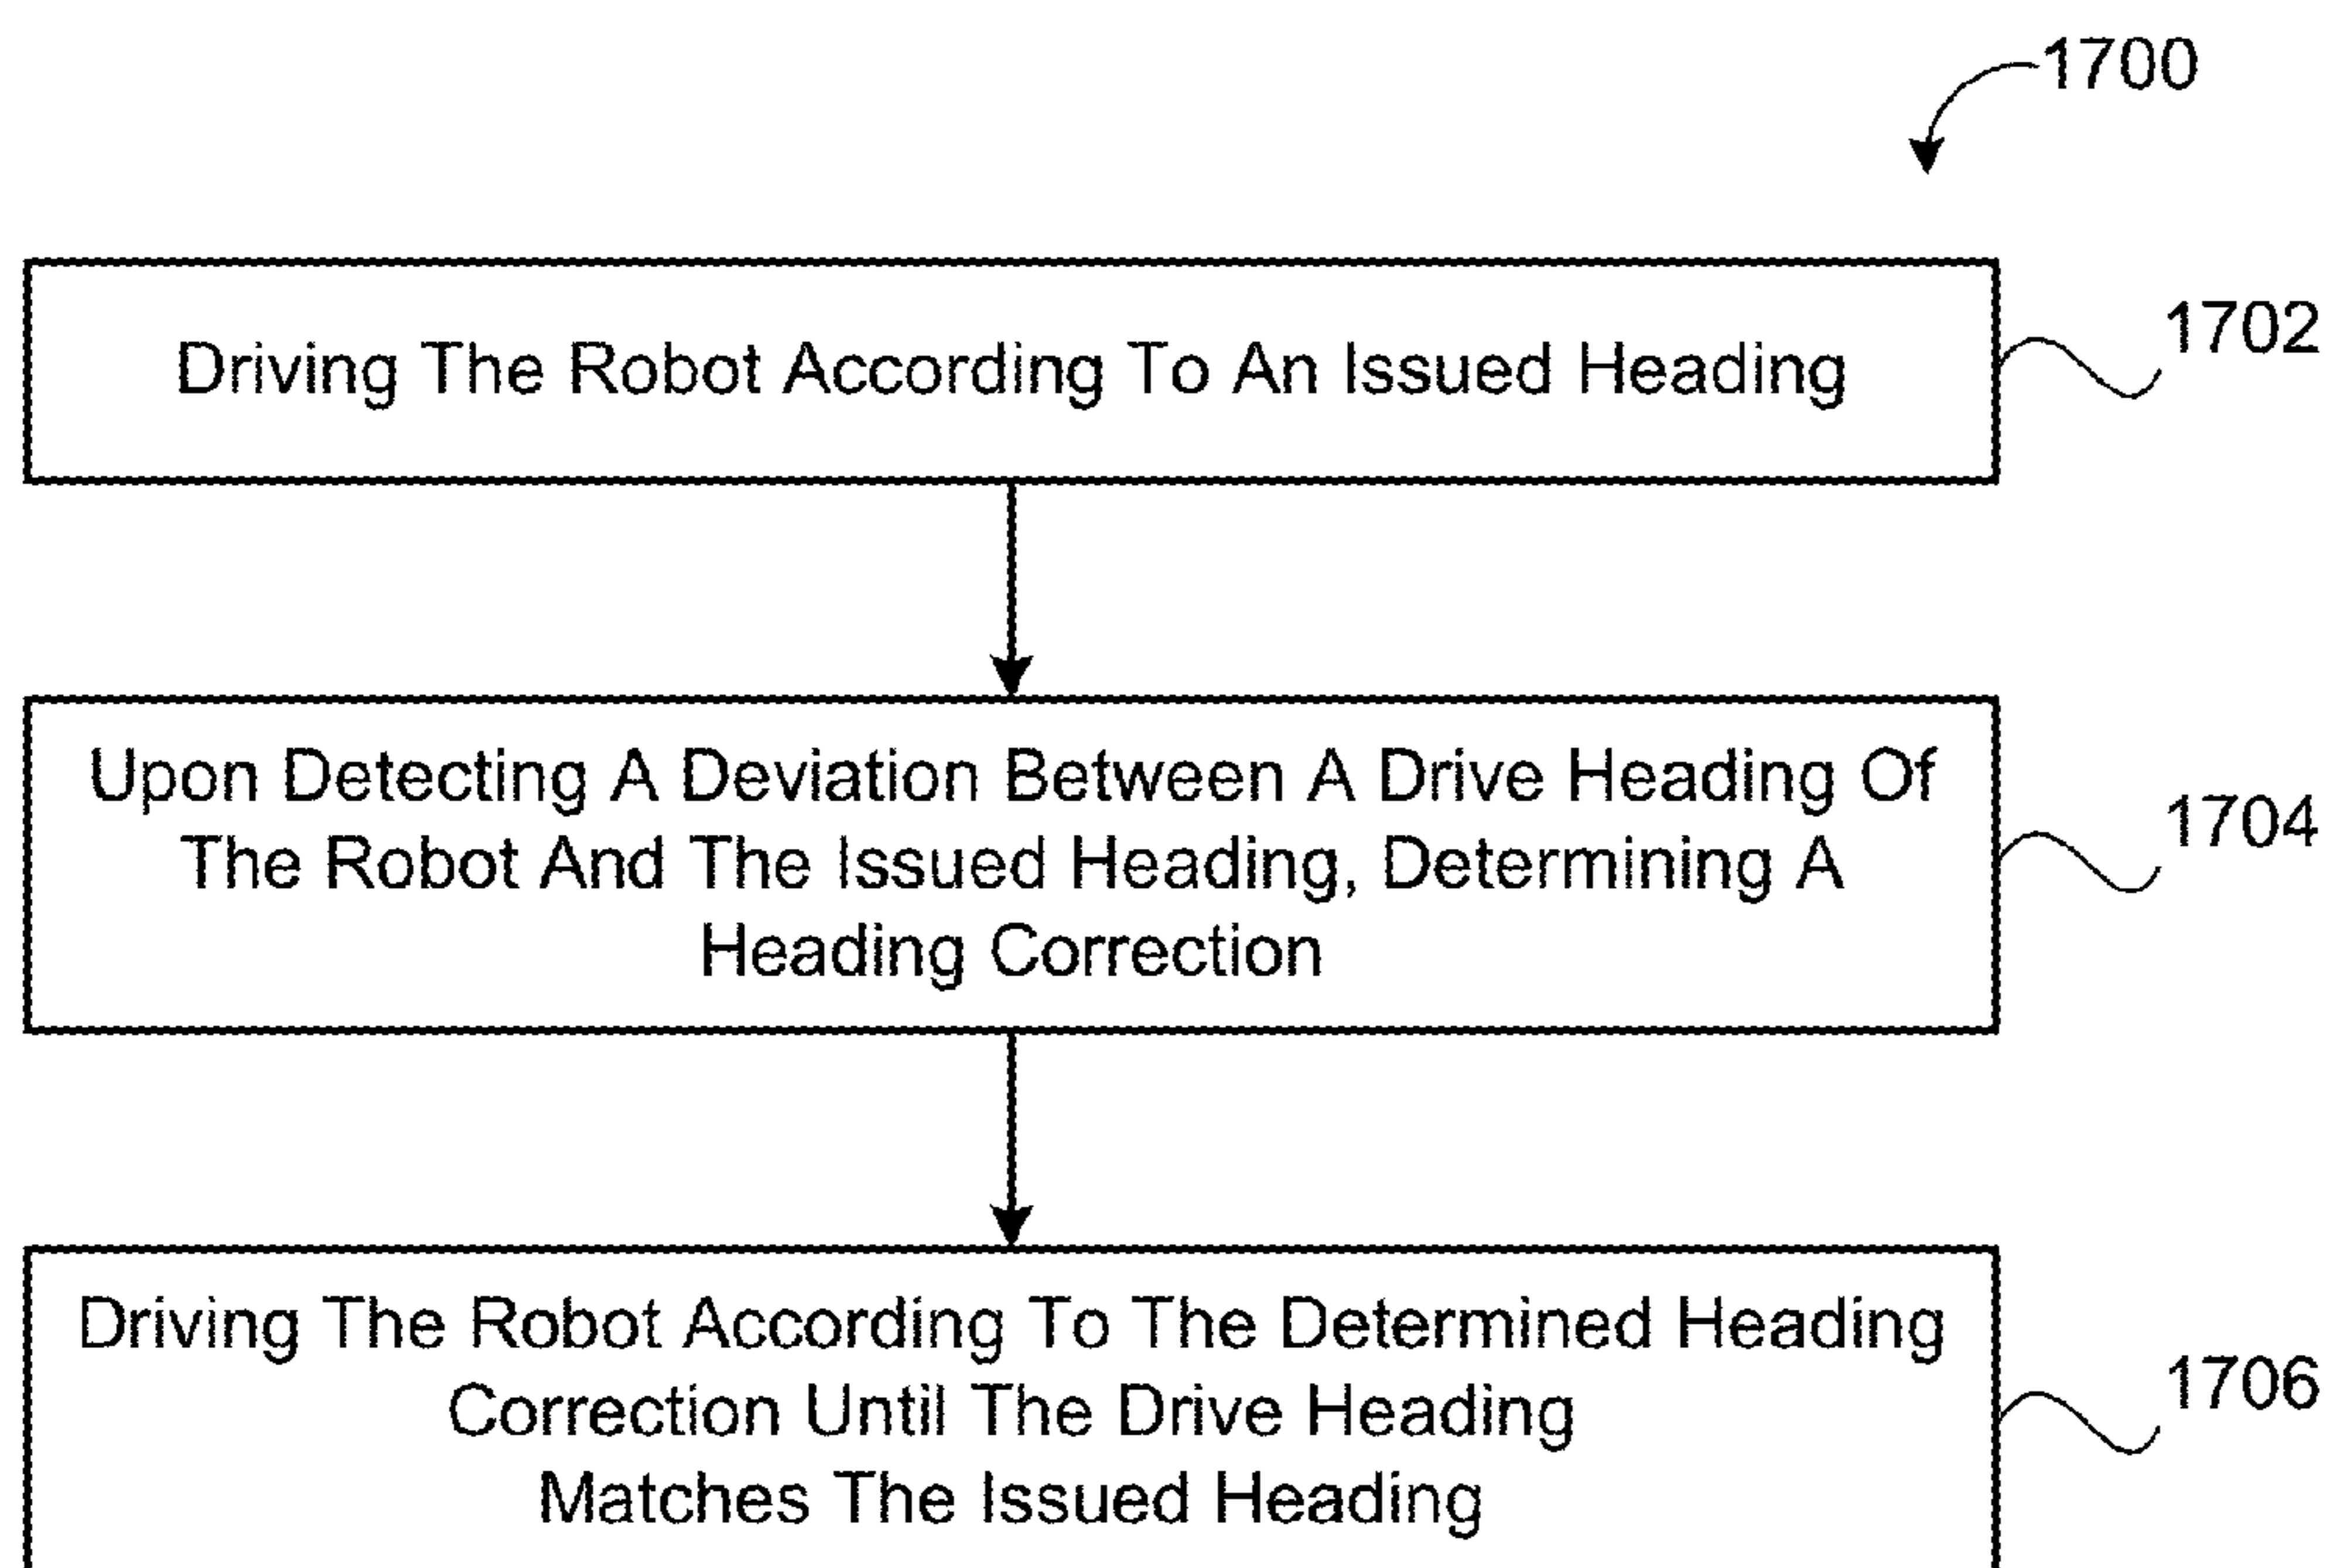 1700
Driving The Robot According To An Issued Heading
1702
Upon Detecting A Deviation Between A Drive Heading Of
The Robot And The Issued Heading, Determining A
Heading Correction
1704
Driving The Robot According To The Determined Heading
Correction Until The Drive Heading
Matches The Issued Heading
1706